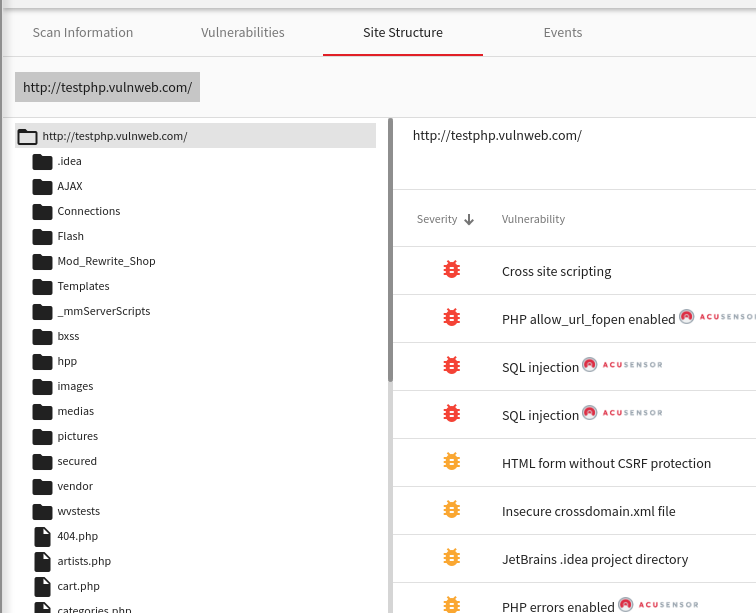 Scan Information Vulnerabilities Site Structure Events
http://testphp.vulnweb.com/
http://testphp.vulnweb.com/
.idea
AJAX
Connections
Flash
Mod_Rewrite_Shop
Templates
_mmServerScripts
bxss
hpp
images
medias
pictures
secured
vendor
wvstests
404.php
artists.php
cart.php
categories.php
http://testphp.vulnweb.com/
Severity Vulnerability
Cross site scripting
PHP allow_url_fopen enabled ACUSENSOR
SQL injection ACUSENSOR
SQL injection ACUSENSOR
HTML form without CSRF protection
Insecure crossdomain.xml file
JetBrains .idea project directory
PHP errors enabled ACUSENSOR